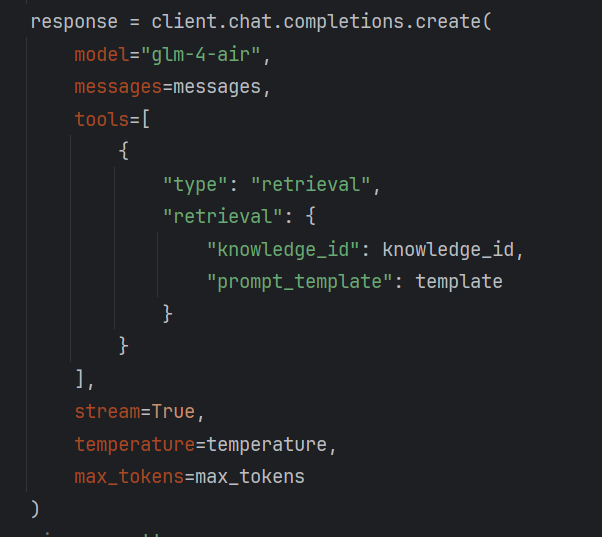 response = client.chat.completions.create(
    model="glm-4-air",
    messages=messages,
    tools=[
        {
            "type": "retrieval",
            "retrieval": {
                "knowledge_id": knowledge_id,
                "prompt_template": template
            }
        }
    ],
    stream=True,
    temperature=temperature,
    max_tokens=max_tokens
)